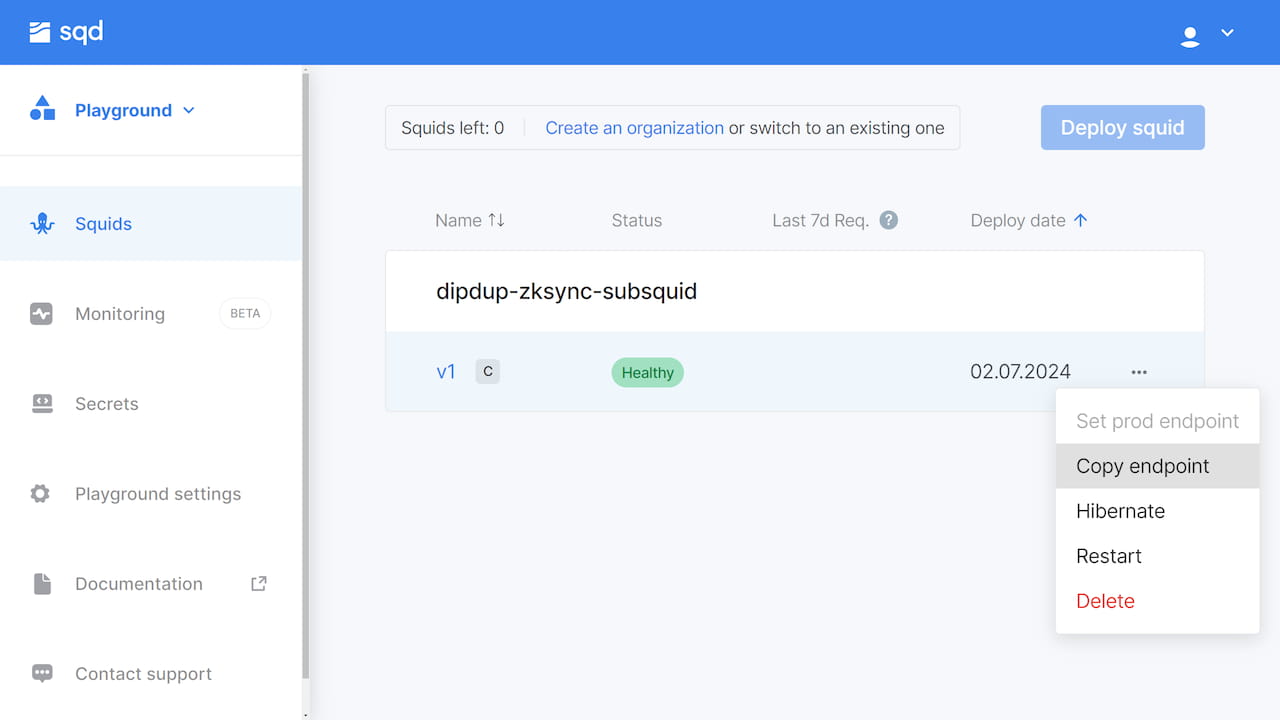 sqd
Playground
Squids
Monitoring BETA
Secrets
Playground settings
Documentation
Contact support
Squids left: 0 Create an organization or switch to an existing one
Deploy squid
Name Status Last 7d Req. ? Deploy date
dipdup-zksync-subsquid
v1 C Healthy 02.07.2024 ···
Set prod endpoint
Copy endpoint
Hibernate
Restart
Delete